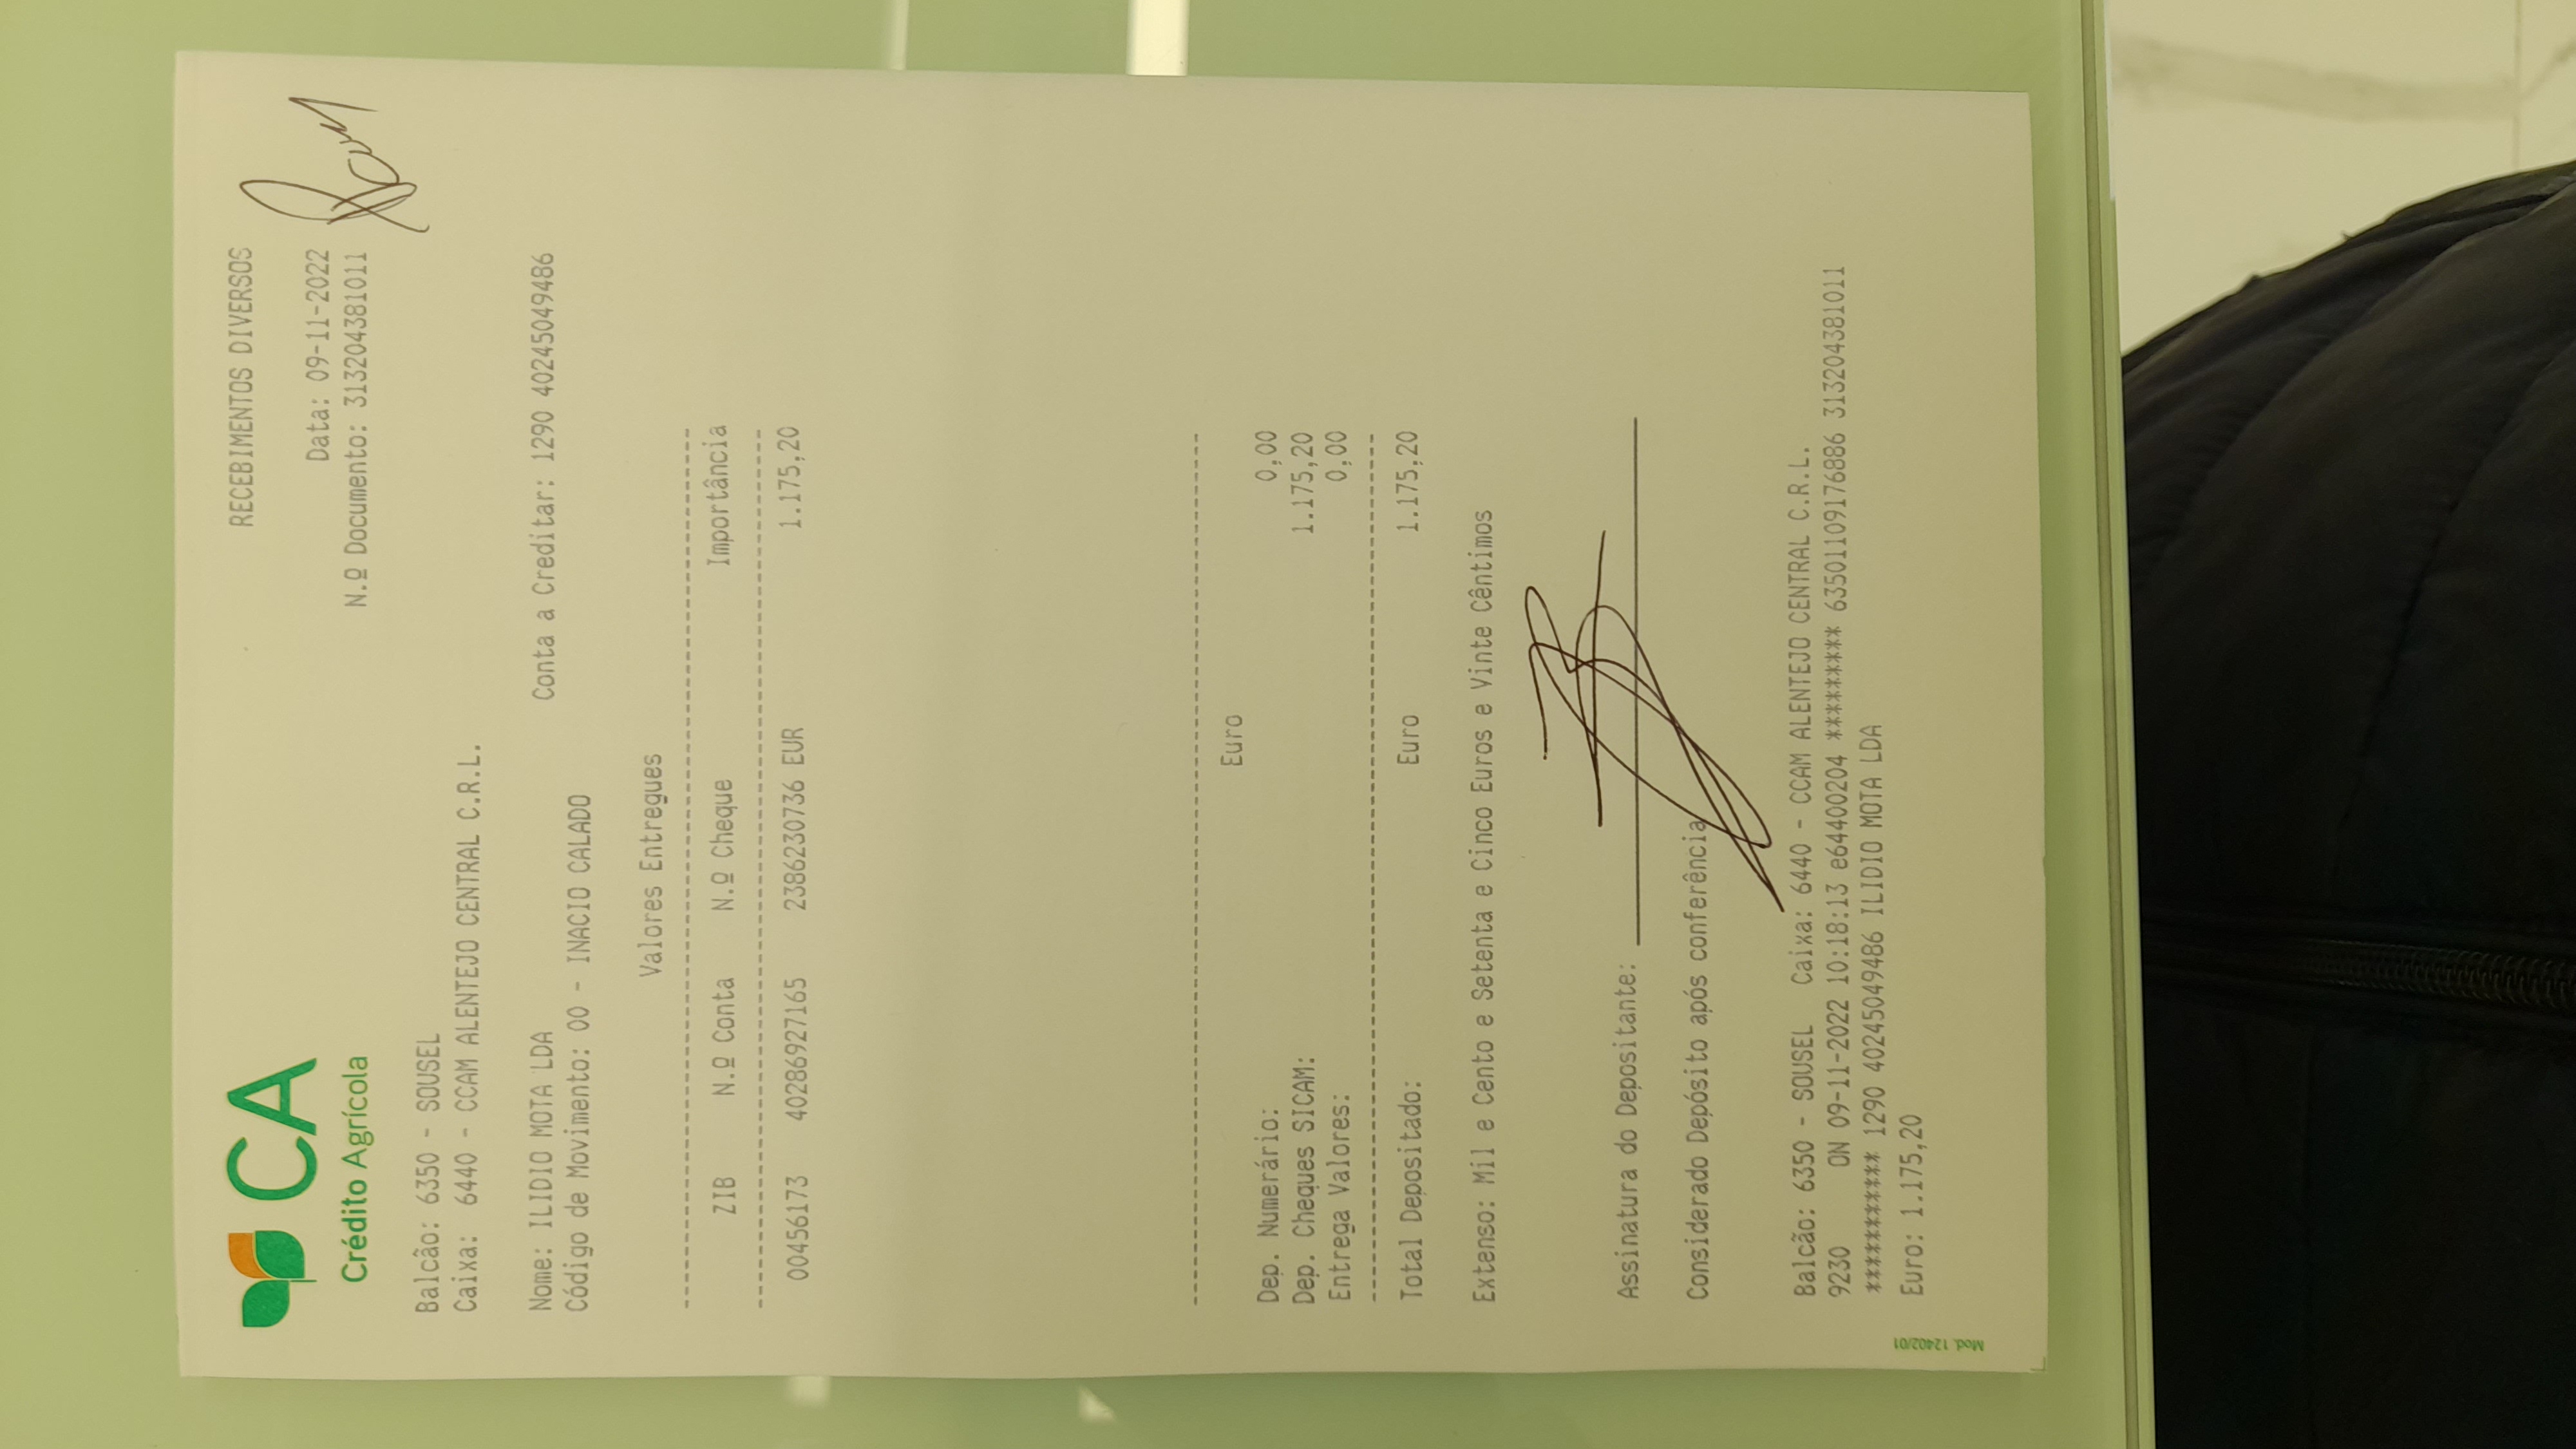 CA
Crédito Agrícola
RECEBIMENTOS DIVERSOS
Data: 09-11-2022
N.º Documento: 313204381011
Balcão: 6350 - SOUSEL
Caixa: 6440 - CCAM ALENTEJO CENTRAL C.R.L.
Nome: ILIDIO MOTA LDA Conta a Creditar: 1290 40245049486
Código de Movimento: 00 - INACIO CALADO
Valores Entregues
ZIB N.º Conta N.º Cheque Importância
00456173 40286927165 2386230736 EUR 1.175,20
Euro
Dep. Numerário: 0,00
Dep. Cheques SICAM: 1.175,20
Entrega Valores: 0,00
Total Depositado: Euro 1.175,20
Extenso: Mil e Cento e Setenta e Cinco Euros e Vinte Cêntimos
Assinatura do Depositante:
Considerado Depósito após conferência
Balcão: 6350 - SOUSEL Caixa: 6440 - CCAM ALENTEJO CENTRAL C.R.L.
9230 ON 09-11-2022 10:18:13 e6440204 ********* 63501109176886 313204381011
************ 1290 40245049486 ILIDIO MOTA LDA
Euro: 1.175,20
Mod. 12402/01